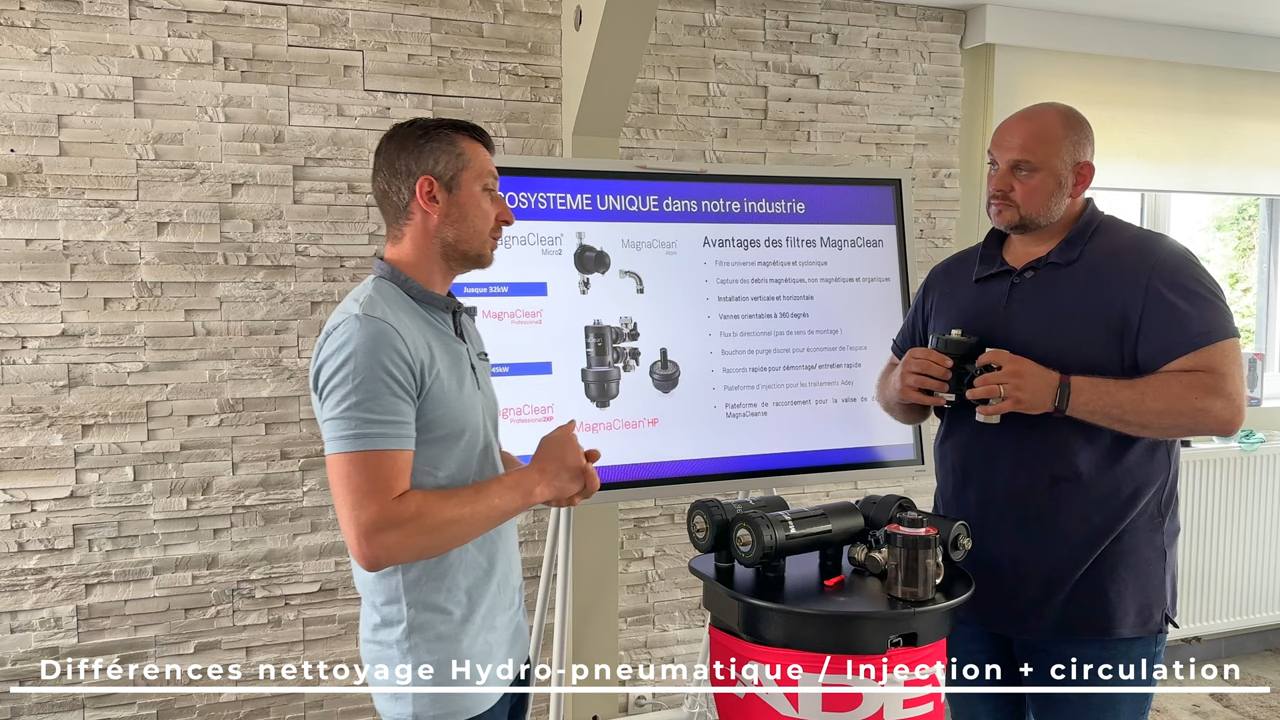 OSYSTEME UNIQUE dans notre industrie
agnaClean®
Micro2
MagnaClean®
Atom
Jusque 32kW
MagnaClean®
Professional2
45kW
agnaClean®
Professional2XP
MagnaClean® HP
Avantages des filtres MagnaClean
• Filtre universel magnétique et cyclonique
• Capture des débris magnétiques, non magnétiques et organiques
• Installation verticale et horizontale
• Vannes orientables à 360 degrés
• Flux bi directionnel (pas de sens de montage )
• Bouchon de purge discret pour économiser de l'espace
• Raccords rapide pour démontage/ entretien rapide
• Plateforme d'injection pour les traitements Adey
• Plateforme de raccordement pour la valise de
MagnaCleanse
ADE
Différences nettoyage Hydro-pneumatique / Injection + circulation